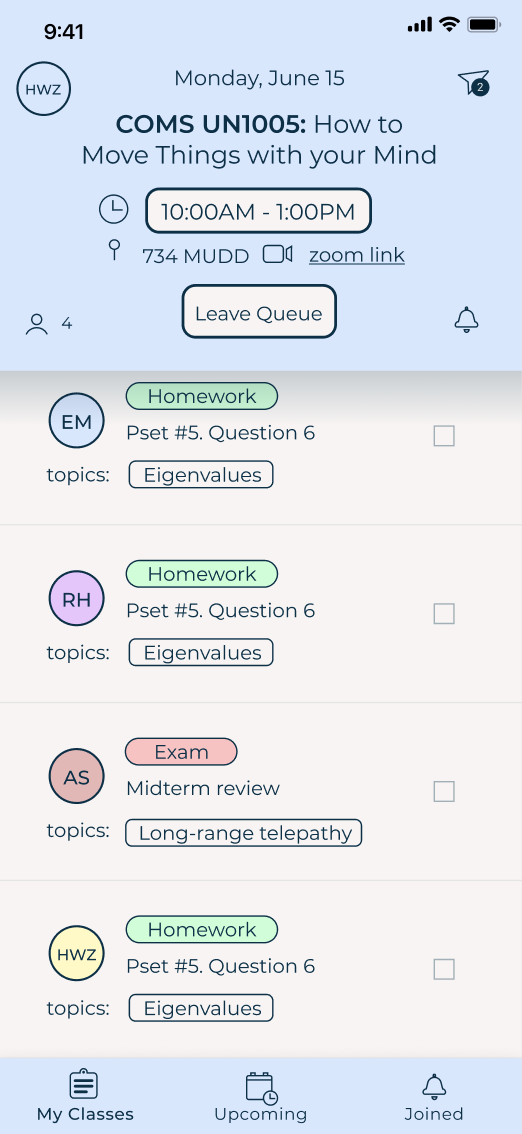 9:41
HWZ
Monday, June 15
2
COMS UN1005: How to
Move Things with your Mind
10:00AM - 1:00PM
734 MUDD zoom link
Leave Queue
4
Homework
EM
Pset #5. Question 6
topics: Eigenvalues
Homework
RH
Pset #5. Question 6
topics: Eigenvalues
Exam
AS
Midterm review
topics: Long-range telepathy
Homework
HWZ
Pset #5. Question 6
topics: Eigenvalues
My Classes Upcoming Joined